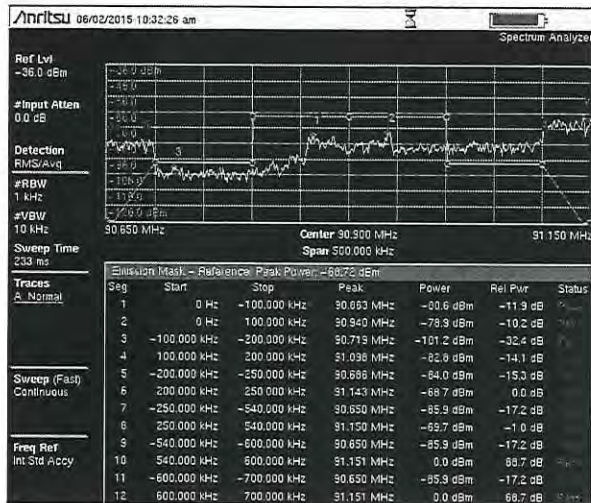 Anritsu 06/02/2015 10:32:26 am
Spectrum Analyzer
Ref Lvl
-36.0 dBm
#Input Atten
0.0 dB
Detection
RMS/Avg
#RBW
1 kHz
#VBW
10 kHz
Sweep Time
233 ms
Traces
A: Normal
Sweep (Fast)
Continuous
Freq Ref
Int Std Accy
-36.0 dBm
1 2
3
90.650 MHz Center 90.900 MHz 91.150 MHz
Span 500.000 kHz
Emission Mask - Reference: Peak Power: -68.72 dBm
Seg Start Stop Peak Power Rel Pwr Status
1 0 Hz -100.000 kHz 90.863 MHz -80.6 dBm -11.9 dB
2 0 Hz 100.000 kHz 90.940 MHz -78.9 dBm -10.2 dB
3 -100.000 kHz -200.000 kHz 90.719 MHz -101.2 dBm -32.4 dB
4 100.000 kHz 200.000 kHz 91.098 MHz -82.8 dBm -14.1 dB
5 -200.000 kHz -250.000 kHz 90.686 MHz -84.0 dBm -15.3 dB
6 200.000 kHz 250.000 kHz 91.143 MHz -68.7 dBm 0.0 dB
7 -250.000 kHz -540.000 kHz 90.650 MHz -85.9 dBm -17.2 dB
8 250.000 kHz 540.000 kHz 91.150 MHz -69.7 dBm -1.0 dB
9 -540.000 kHz -600.000 kHz 90.650 MHz -85.9 dBm -17.2 dB
10 540.000 kHz 600.000 kHz 91.151 MHz 0.0 dBm 68.7 dB
11 -600.000 kHz -700.000 kHz 90.650 MHz -85.9 dBm -17.2 dB
12 600.000 kHz 700.000 kHz 91.151 MHz 0.0 dBm 68.7 dB